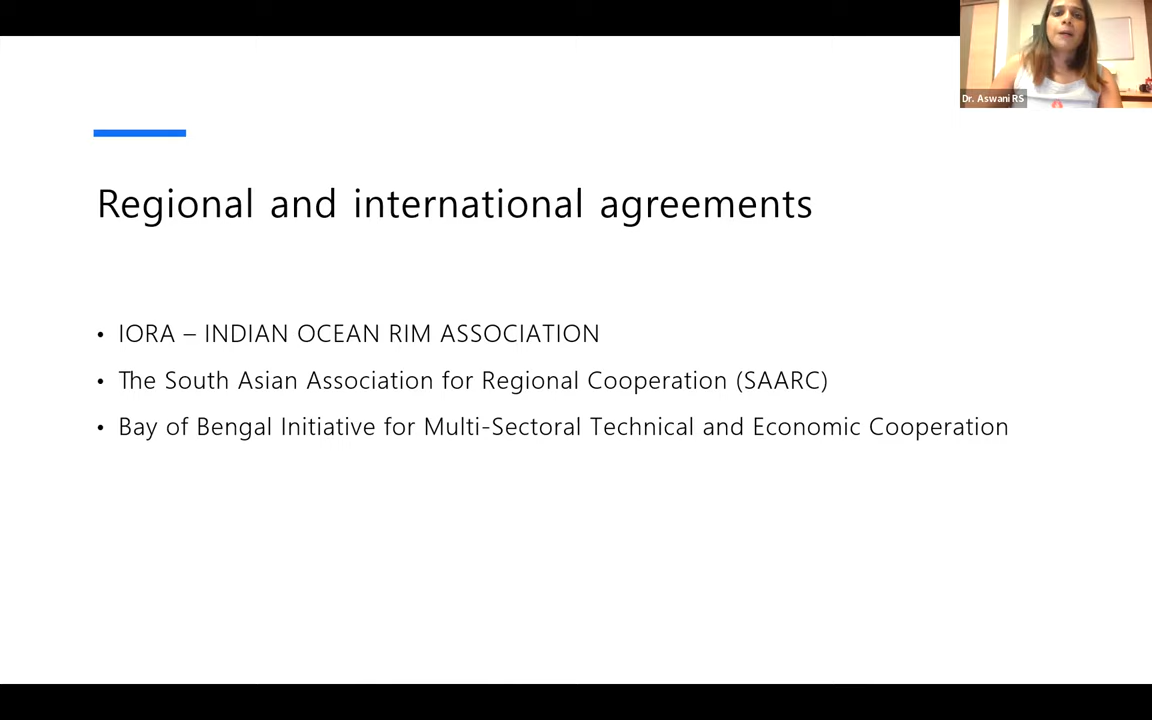 Dr. Aswani RS
Regional and international agreements
• IORA – INDIAN OCEAN RIM ASSOCIATION
• The South Asian Association for Regional Cooperation (SAARC)
• Bay of Bengal Initiative for Multi-Sectoral Technical and Economic Cooperation